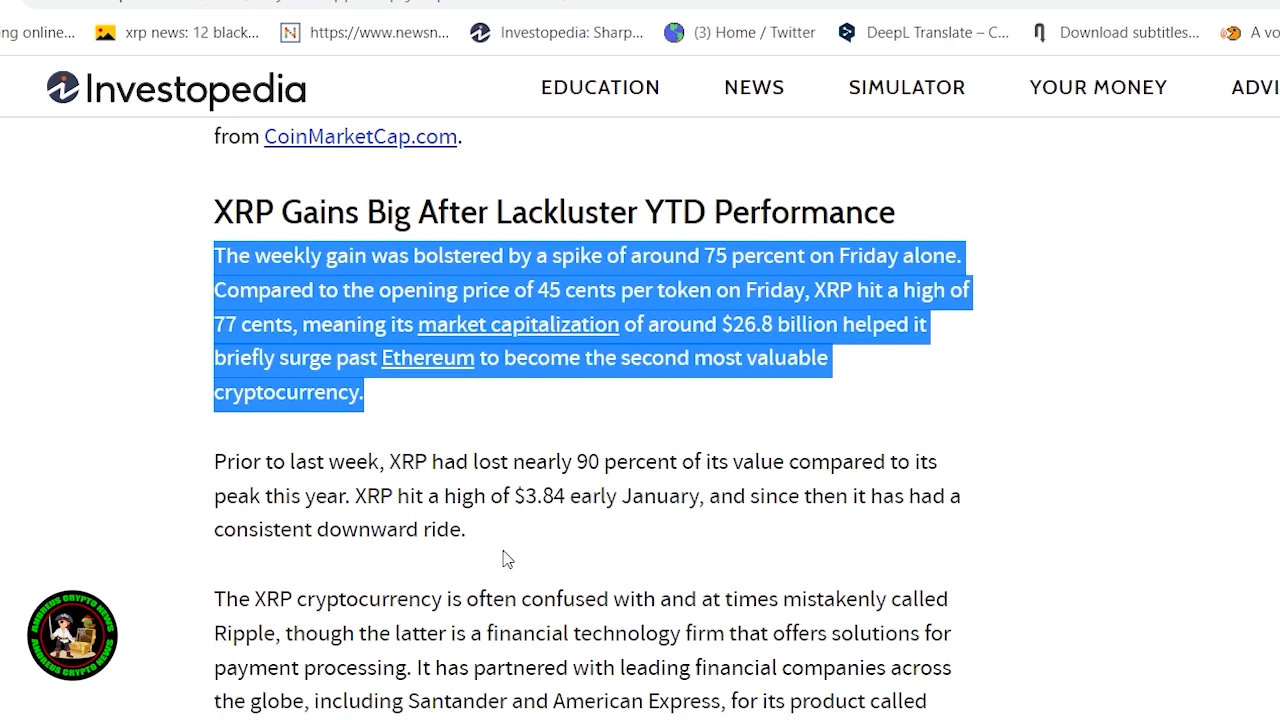 ng online...
xrp news: 12 black...
https://www.newsn...
Investopedia: Sharp...
(3) Home / Twitter
DeepL Translate – C...
Download subtitles...
A vo
Investopedia
EDUCATION
NEWS
SIMULATOR
YOUR MONEY
ADVI
from CoinMarketCap.com.
XRP Gains Big After Lackluster YTD Performance
The weekly gain was bolstered by a spike of around 75 percent on Friday alone.
Compared to the opening price of 45 cents per token on Friday, XRP hit a high of
77 cents, meaning its market capitalization of around $26.8 billion helped it
briefly surge past Ethereum to become the second most valuable
cryptocurrency.
Prior to last week, XRP had lost nearly 90 percent of its value compared to its
peak this year. XRP hit a high of $3.84 early January, and since then it has had a
consistent downward ride.
The XRP cryptocurrency is often confused with and at times mistakenly called
Ripple, though the latter is a financial technology firm that offers solutions for
payment processing. It has partnered with leading financial companies across
the globe, including Santander and American Express, for its product called
ANDREUS CRYPTO NEWS
ANDREUS CRYPTO NEWS